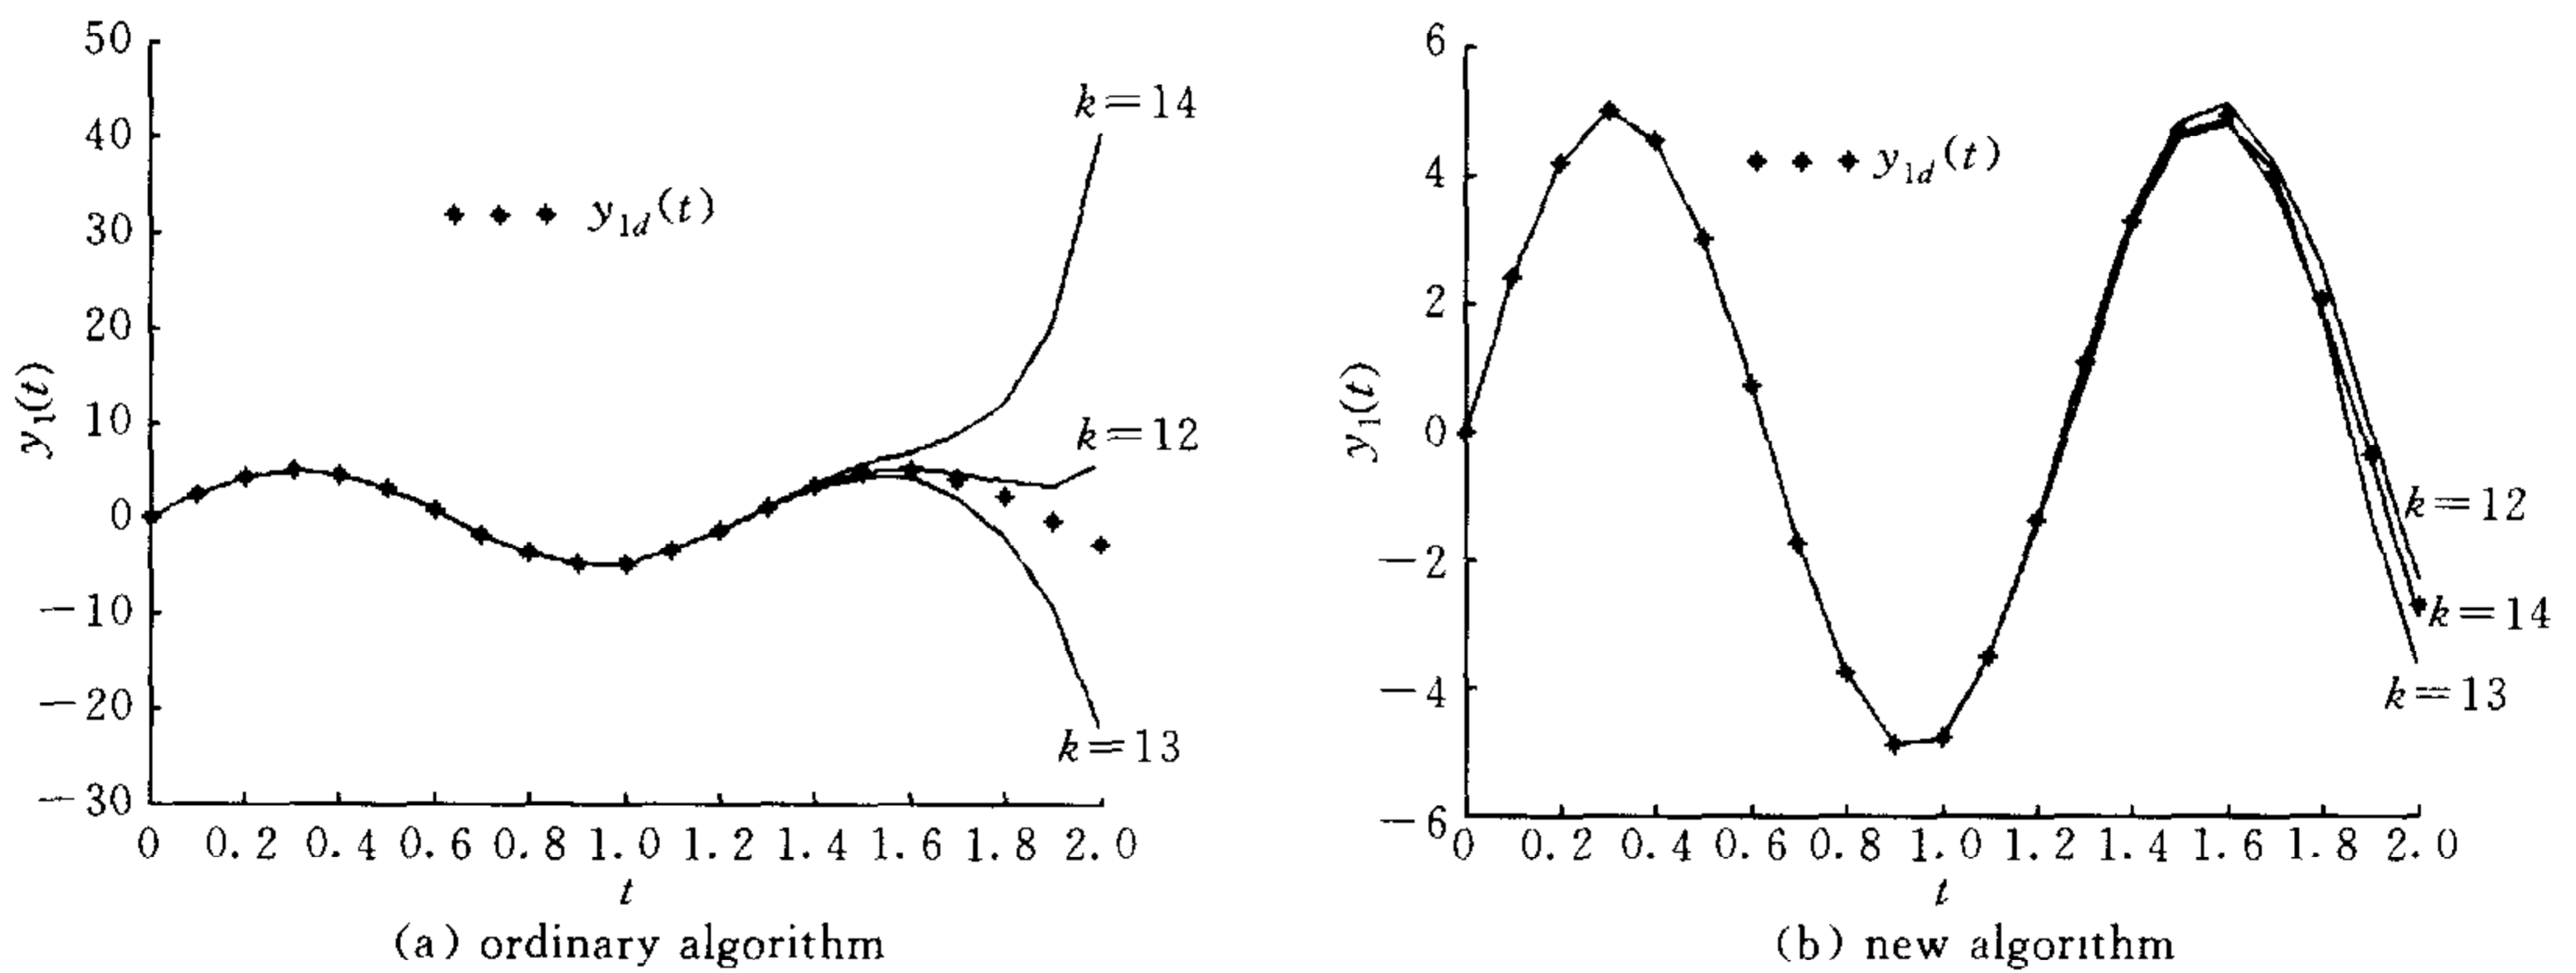 50
40
30
20
10
0
－10
－20
－30
y₁(t)
k＝14
◆ ◆ ◆ y₁d(t)
k＝12
k＝13
0 0.2 0.4 0.6 0.8 1.0 1.2 1.4 1.6 1.8 2.0
t
(a) ordinary algorithm
6
4
2
0
－2
－4
－6
y₁(t)
◆ ◆ ◆ y₁d(t)
k＝12
k＝14
k＝13
0 0.2 0.4 0.6 0.8 1.0 1.2 1.4 1.6 1.8 2.0
t
(b) new algorithm